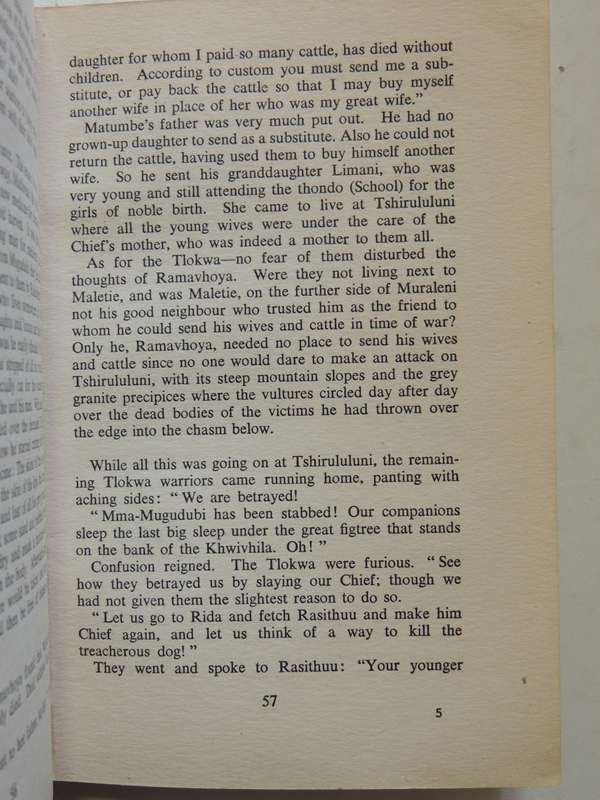 daughter for whom I paid so many cattle, has died without
children. According to custom you must send me a sub-
stitute, or pay back the cattle so that I may buy myself
another wife in place of her who was my great wife.”
Matumbe's father was very much put out. He had no
grown-up daughter to send as a substitute. Also he could not
return the cattle, having used them to buy himself another
wife. So he sent his granddaughter Limani, who was
very young and still attending the thondo (School) for the
girls of noble birth. She came to live at Tshirululuni
where all the young wives were under the care of the
Chief's mother, who was indeed a mother to them all.
As for the Tlokwa—no fear of them disturbed the
thoughts of Ramavhoya. Were they not living next to
Maletie, and was Maletie, on the further side of Muraleni
not his good neighbour who trusted him as the friend to
whom he could send his wives and cattle in time of war?
Only he, Ramavhoya, needed no place to send his wives
and cattle since no one would dare to make an attack on
Tshirululuni, with its steep mountain slopes and the grey
granite precipices where the vultures circled day after day
over the dead bodies of the victims he had thrown over
the edge into the chasm below.
While all this was going on at Tshirululuni, the remain-
ing Tlokwa warriors came running home, panting with
aching sides: “ We are betrayed!
“ Mma-Mugudubi has been stabbed! Our companions
sleep the last big sleep under the great figtree that stands
on the bank of the Khwivhila. Oh! ”
Confusion reigned. The Tlokwa were furious. “ See
how they betrayed us by slaying our Chief; though we
had not given them the slightest reason to do so.
“ Let us go to Rida and fetch Rasithuu and make him
Chief again, and let us think of a way to kill the
treacherous dog! ”
They went and spoke to Rasithuu: “Your younger
57
5